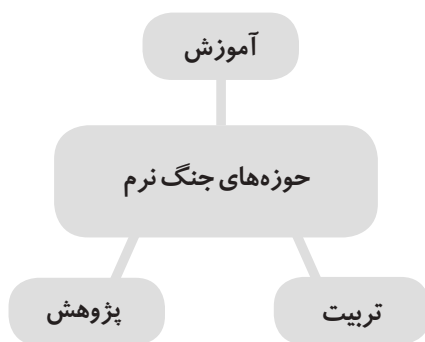 آموزش
حوزه‌های جنگ نرم
تربیت
پژوهش